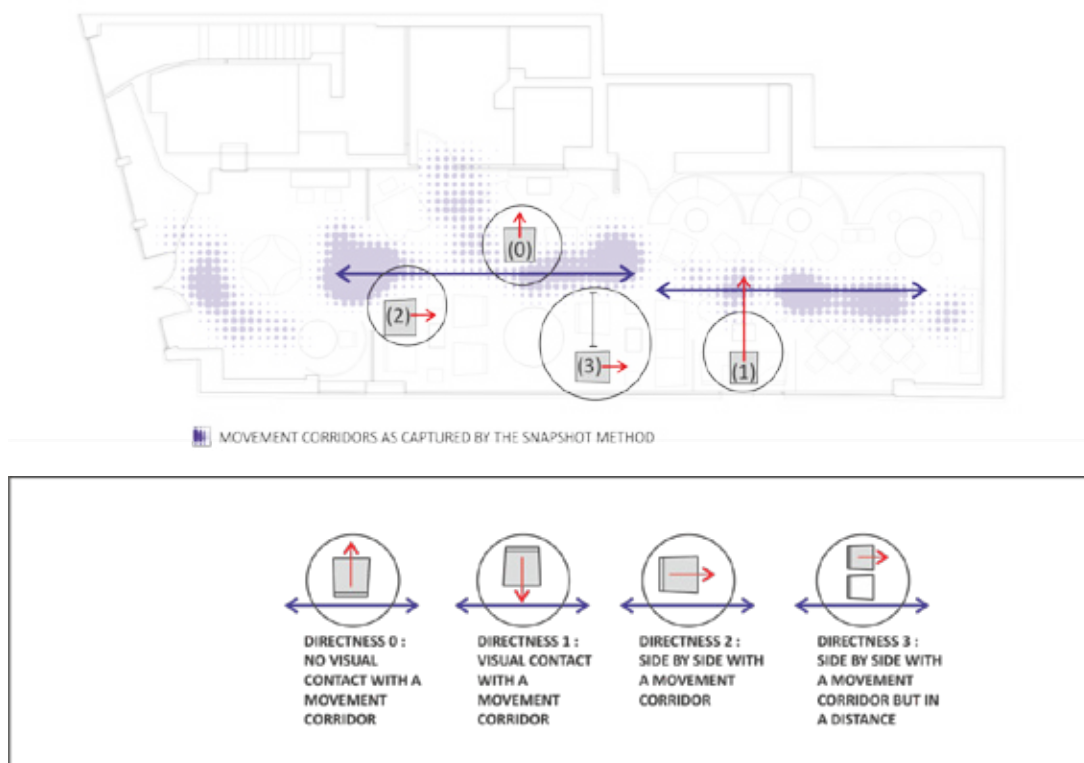 (0)
(2)
(3)
(1)
MOVEMENT CORRIDORS AS CAPTURED BY THE SNAPSHOT METHOD
DIRECTNESS 0 :
NO VISUAL
CONTACT WITH A
MOVEMENT
CORRIDOR
DIRECTNESS 1 :
VISUAL CONTACT
WITH A
MOVEMENT
CORRIDOR
DIRECTNESS 2 :
SIDE BY SIDE WITH
A MOVEMENT
CORRIDOR
DIRECTNESS 3 :
SIDE BY SIDE WITH
A MOVEMENT
CORRIDOR BUT IN
A DISTANCE